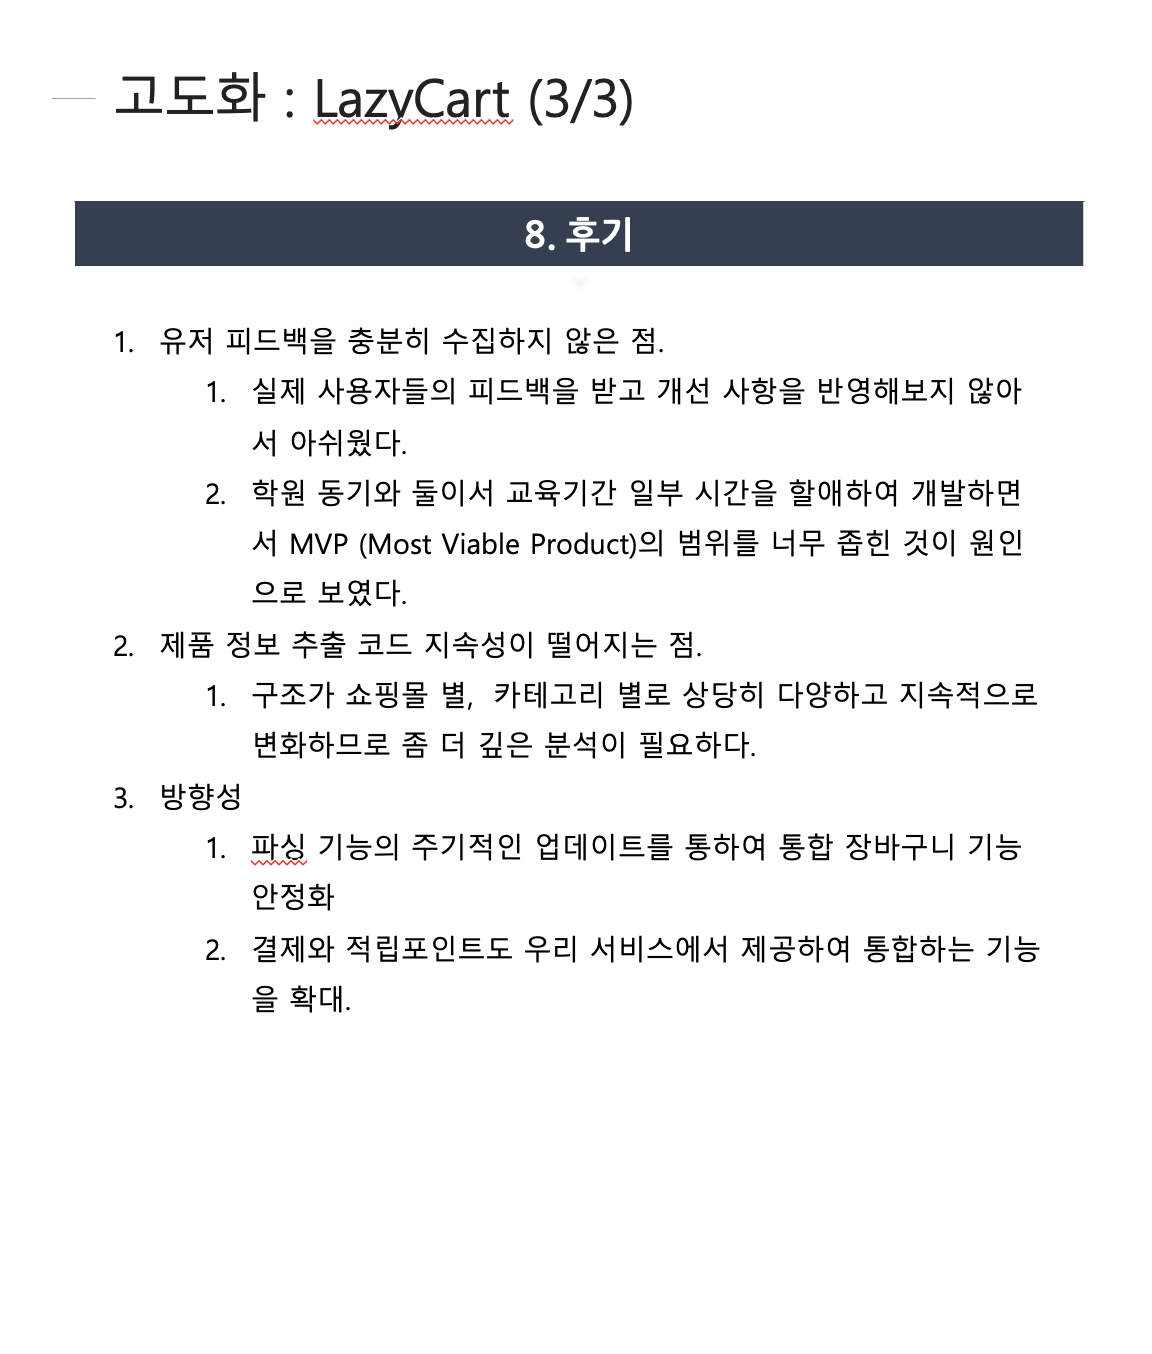 고도화 : LazyCart (3/3)
8. 후기
1. 유저 피드백을 충분히 수집하지 않은 점.
1. 실제 사용자들의 피드백을 받고 개선 사항을 반영해보지 않아
서 아쉬웠다.
2. 학원 동기와 둘이서 교육기간 일부 시간을 할애하여 개발하면
서 MVP (Most Viable Product)의 범위를 너무 좁힌 것이 원인
으로 보였다.
2. 제품 정보 추출 코드 지속성이 떨어지는 점.
1. 구조가 쇼핑몰 별, 카테고리 별로 상당히 다양하고 지속적으로
변화하므로 좀 더 깊은 분석이 필요하다.
3. 방향성
1. 파싱 기능의 주기적인 업데이트를 통하여 통합 장바구니 기능
안정화
2. 결제와 적립포인트도 우리 서비스에서 제공하여 통합하는 기능
을 확대.